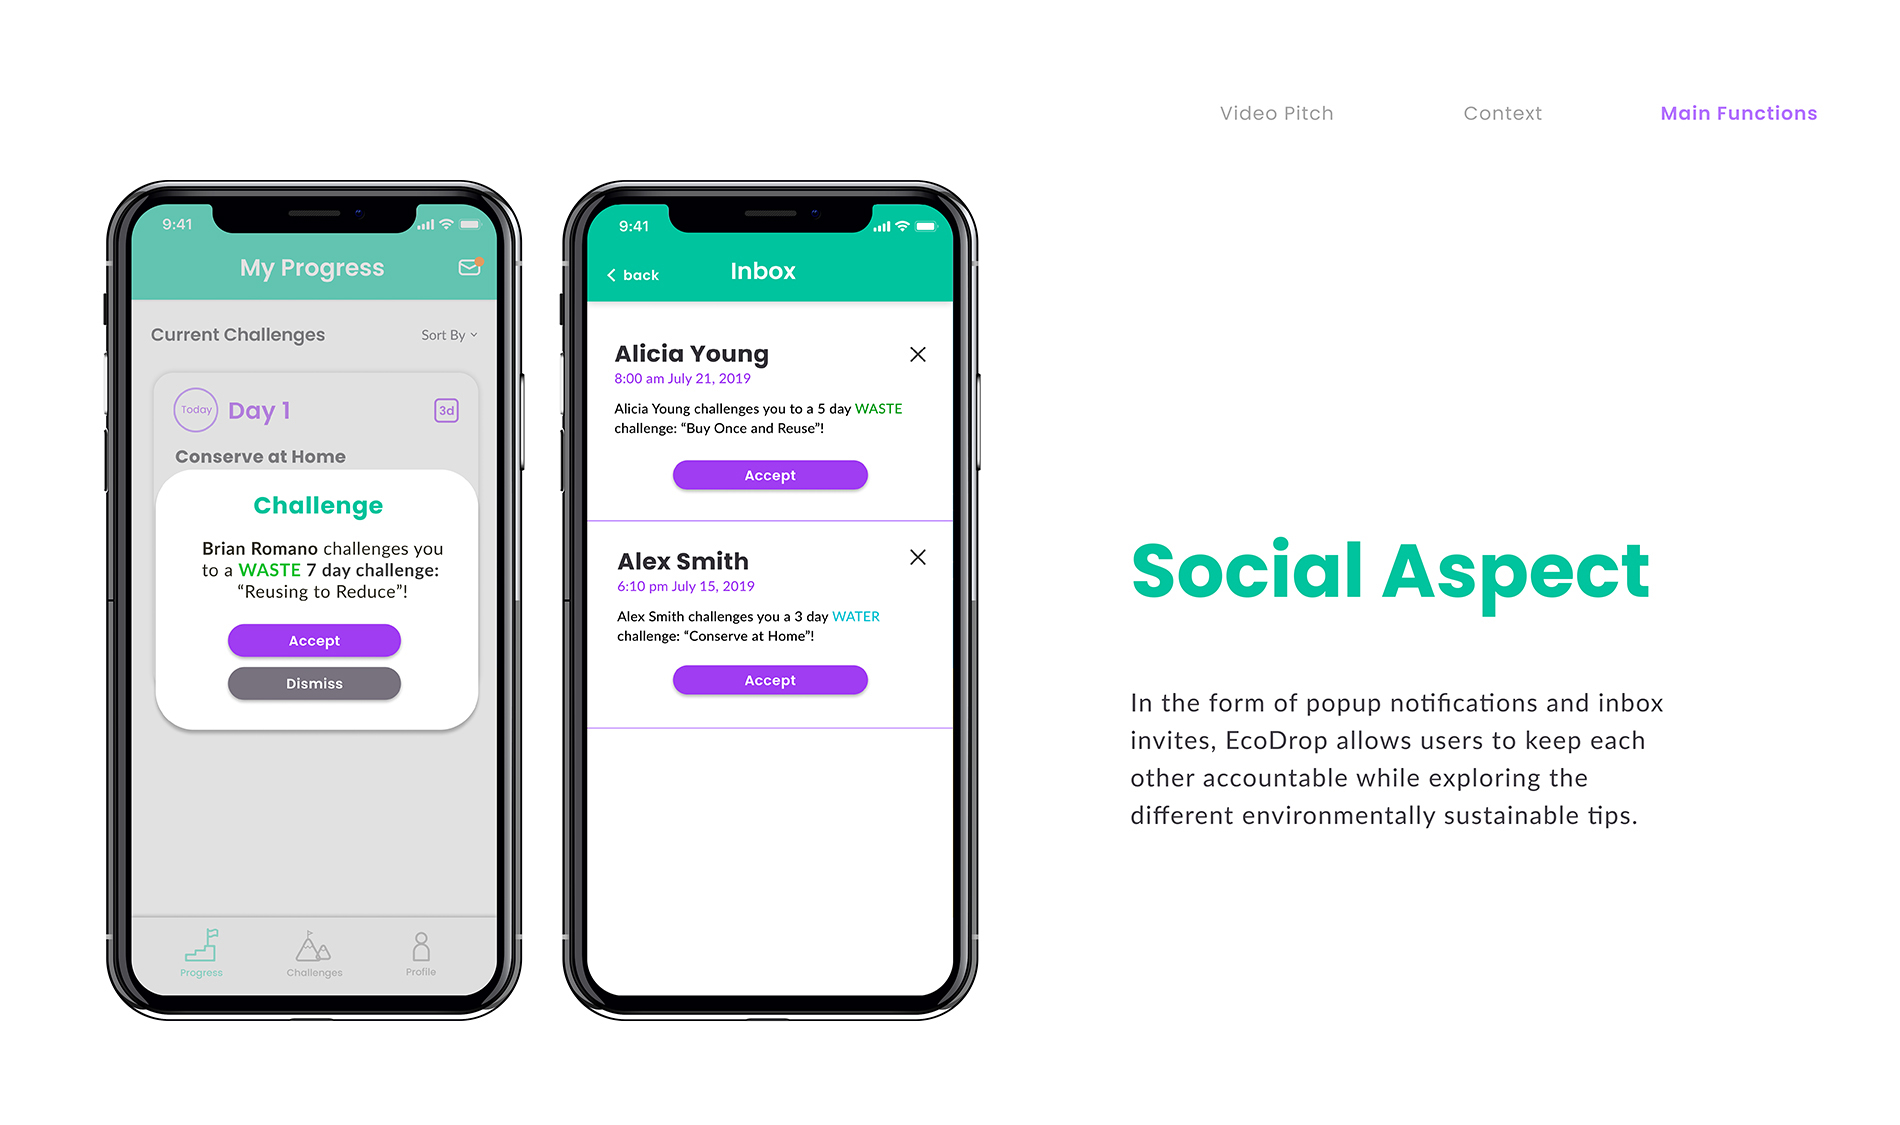 Video Pitch
Context
Main Functions
9:41
My Progress
Current Challenges
Sort By
Today
Day 1
3d
Conserve at Home
Challenge
Brian Romano challenges you
to a WASTE 7 day challenge:
“Reusing to Reduce”!
Accept
Dismiss
Progress
Challenges
Profile
9:41
back
Inbox
Alicia Young
8:00 am July 21, 2019
Alicia Young challenges you to a 5 day WASTE
challenge: “Buy Once and Reuse”!
Accept
Alex Smith
6:10 pm July 15, 2019
Alex Smith challenges you a 3 day WATER
challenge: “Conserve at Home”!
Accept
Social Aspect
In the form of popup notifications and inbox
invites, EcoDrop allows users to keep each
other accountable while exploring the
different environmentally sustainable tips.